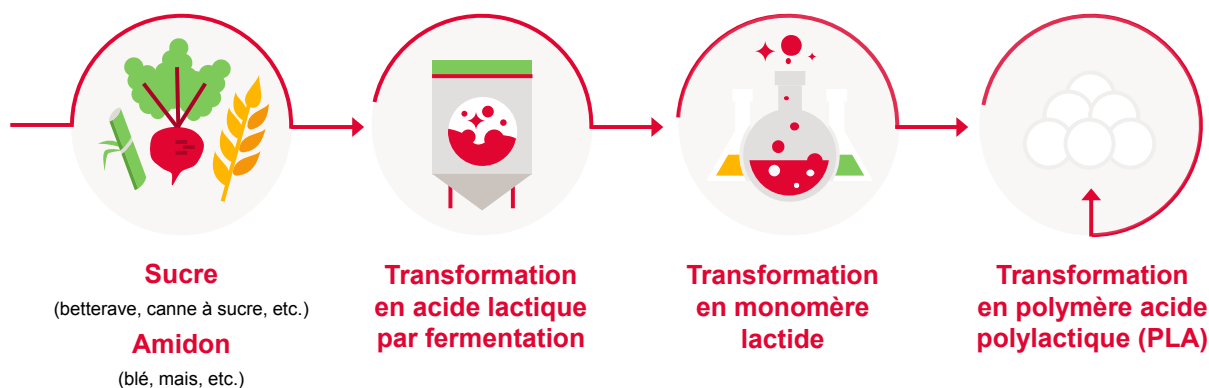 Sucre
(betterave, canne à sucre, etc.)
Amidon
(blé, mais, etc.)
Transformation
en acide lactique
par fermentation
Transformation
en monomère
lactide
Transformation
en polymère acide
polylactique (PLA)